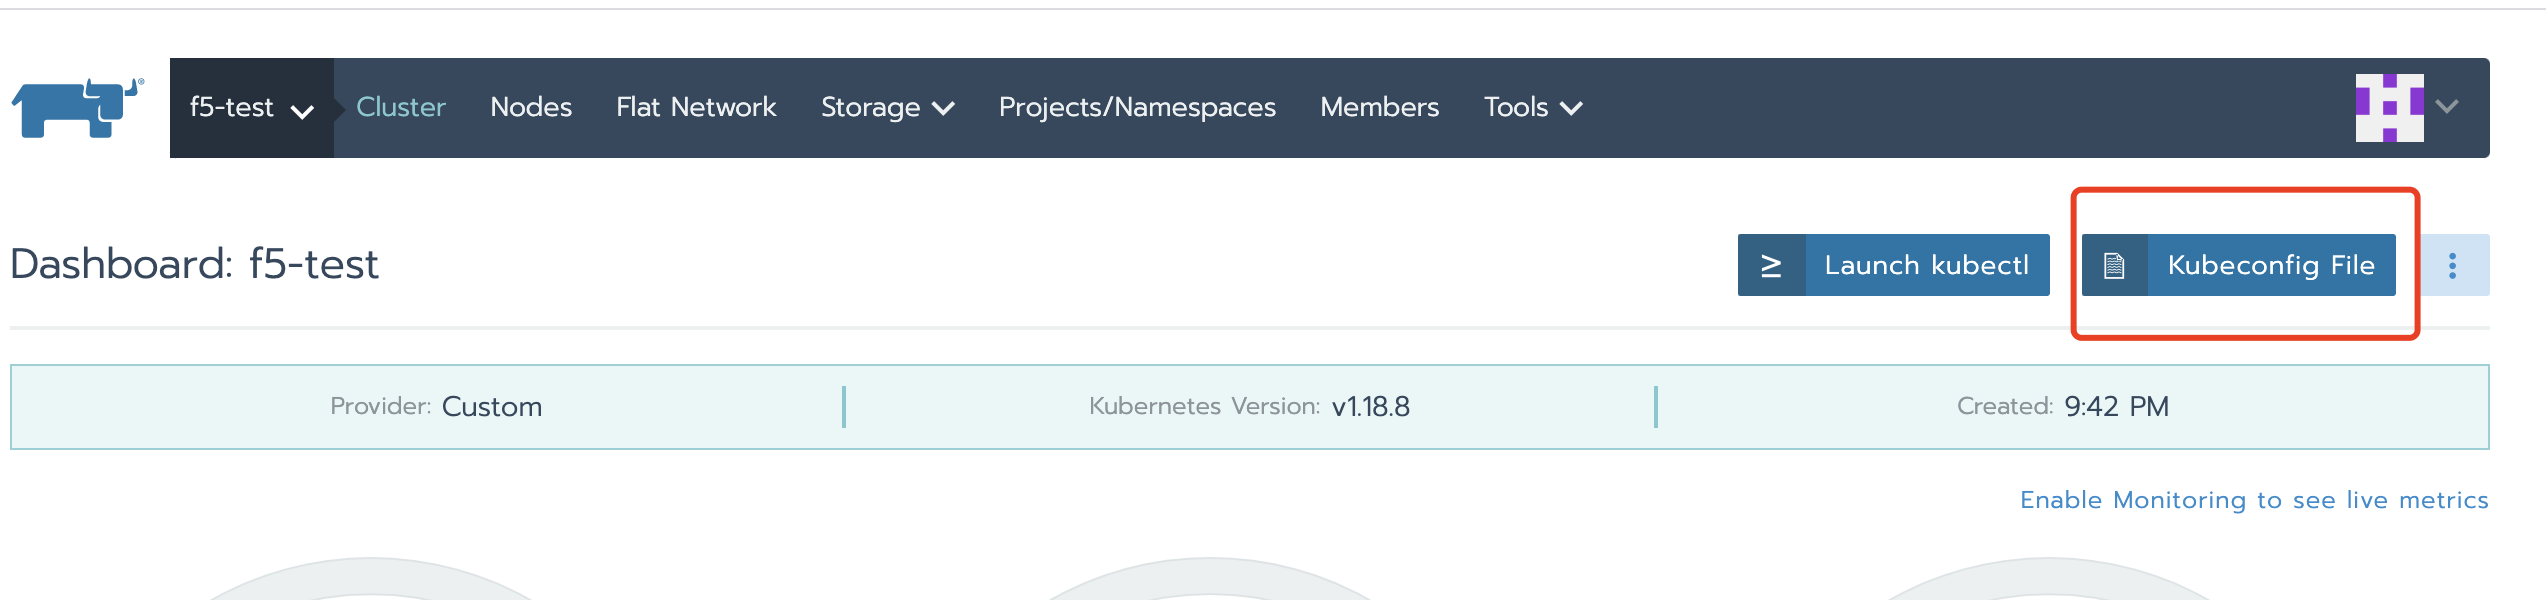 f5-test Cluster Nodes Flat Network Storage Projects/Namespaces Members Tools
Dashboard: f5-test Launch kubectl Kubeconfig File
Provider: Custom Kubernetes Version: v1.18.8 Created: 9:42 PM
Enable Monitoring to see live metrics